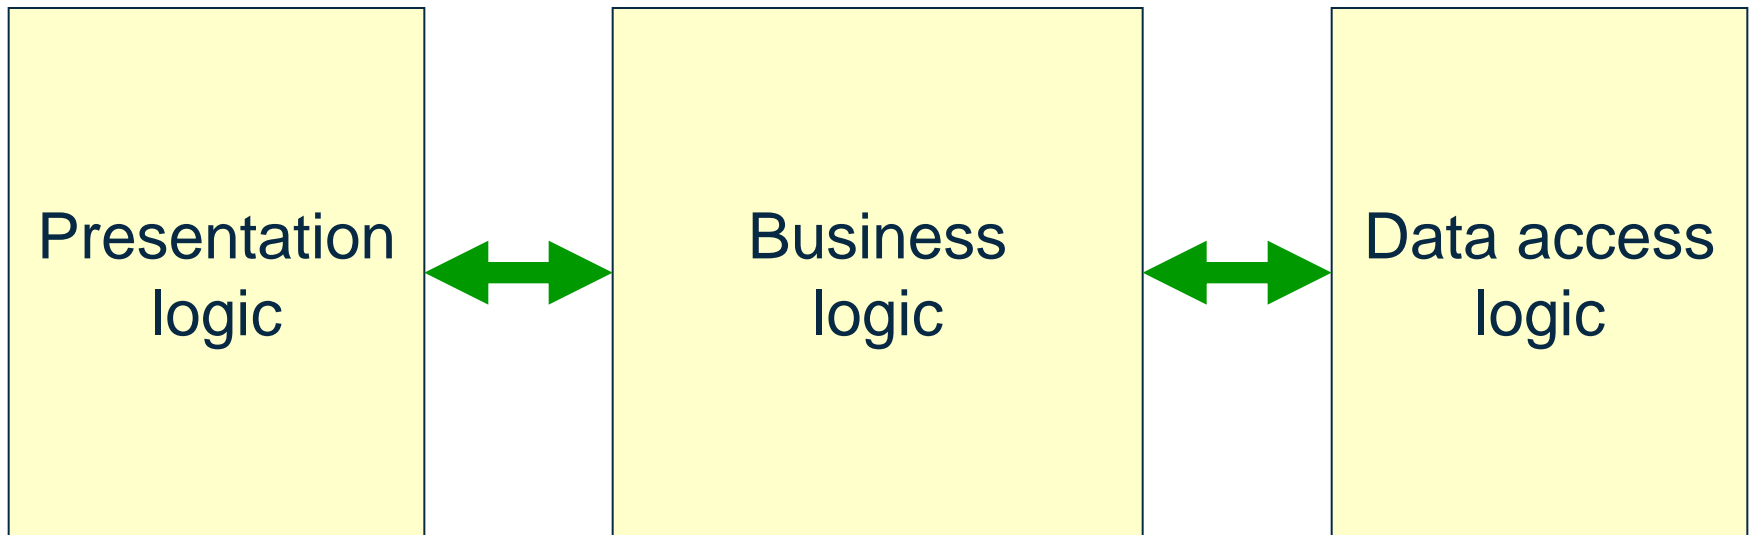 Presentation
logic
Business
logic
Data access
logic